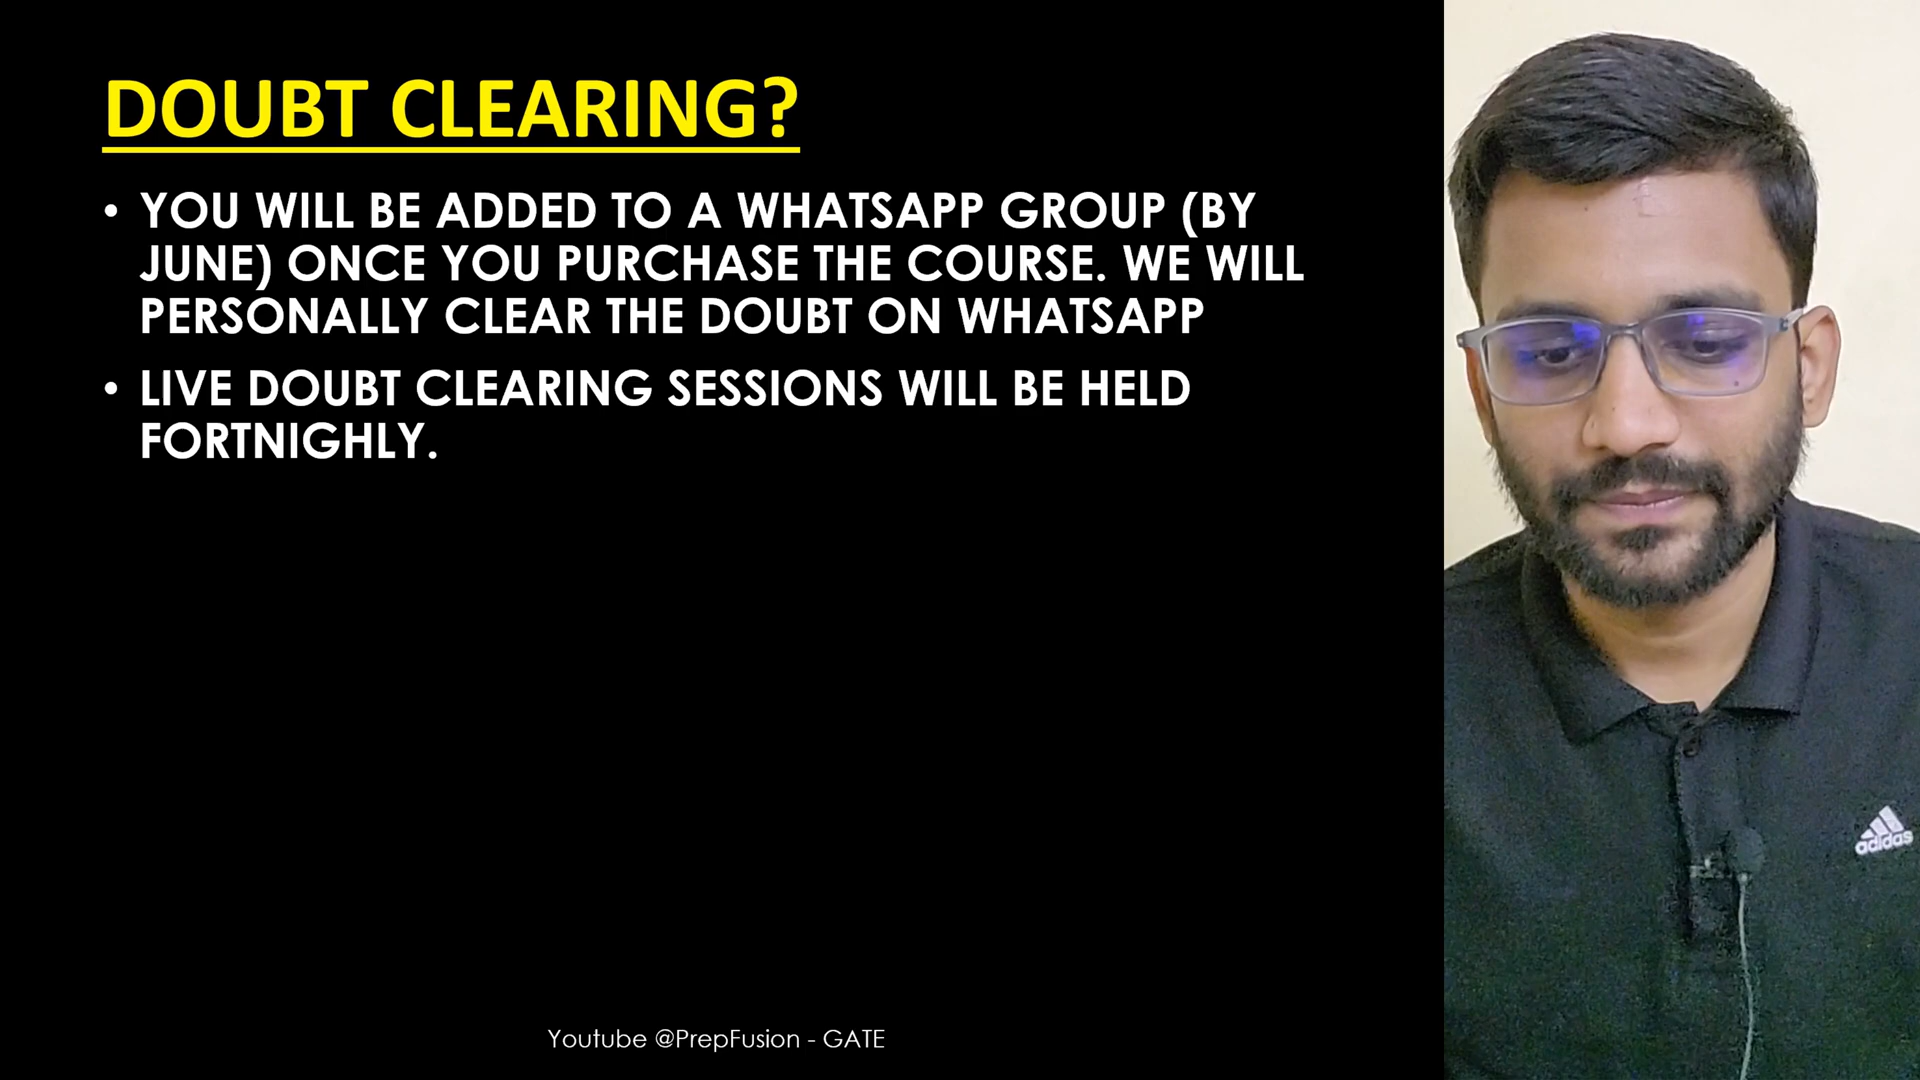 DOUBT CLEARING?
• YOU WILL BE ADDED TO A WHATSAPP GROUP (BY
JUNE) ONCE YOU PURCHASE THE COURSE. WE WILL
PERSONALLY CLEAR THE DOUBT ON WHATSAPP
• LIVE DOUBT CLEARING SESSIONS WILL BE HELD
FORTNIGHLY.
adidas
Youtube @PrepFusion - GATE